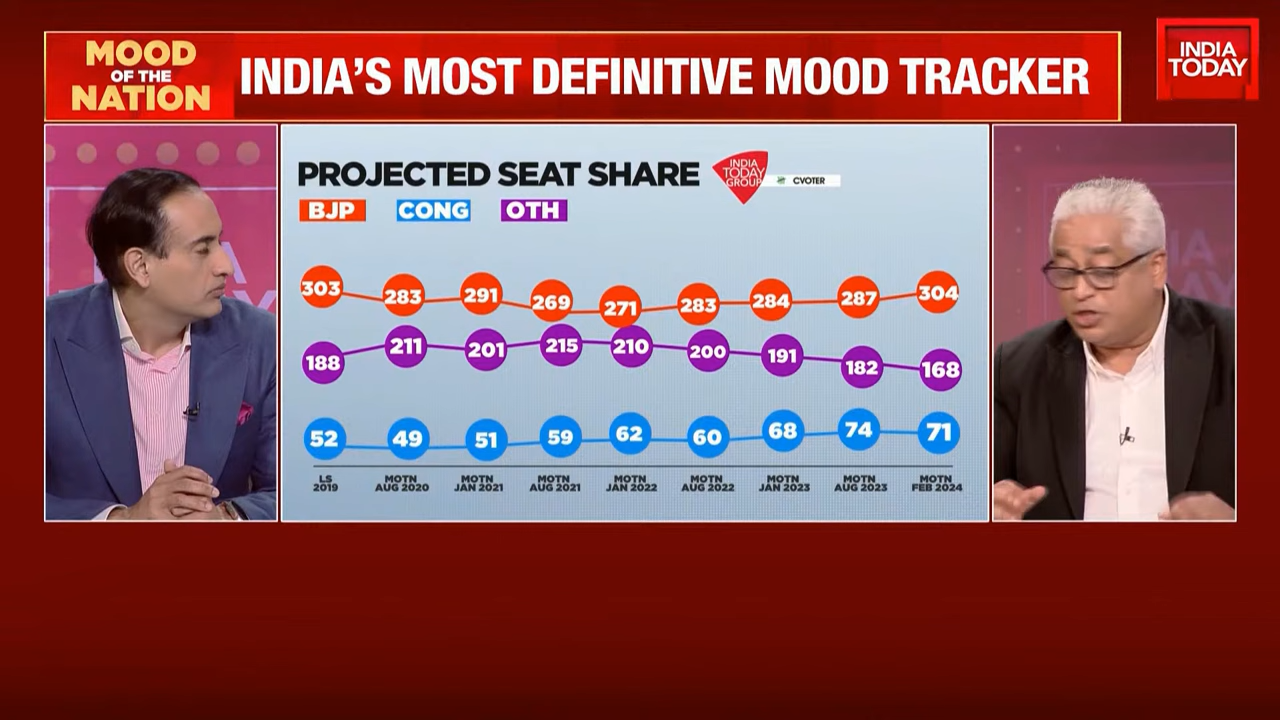 MOOD
OF THE
NATION
INDIA'S MOST DEFINITIVE MOOD TRACKER
INDIA
TODAY
PROJECTED SEAT SHARE
INDIA
TODAY
GROUP
CVOTER
BJP CONG OTH
303 283 291 269 271 283 284 287 304
188 211 201 215 210 200 191 182 168
52 49 51 59 62 60 68 74 71
LS MOTN MOTN MOTN MOTN MOTN MOTN MOTN MOTN
2019 AUG 2020 JAN 2021 AUG 2021 JAN 2022 AUG 2022 JAN 2023 AUG 2023 FEB 2024